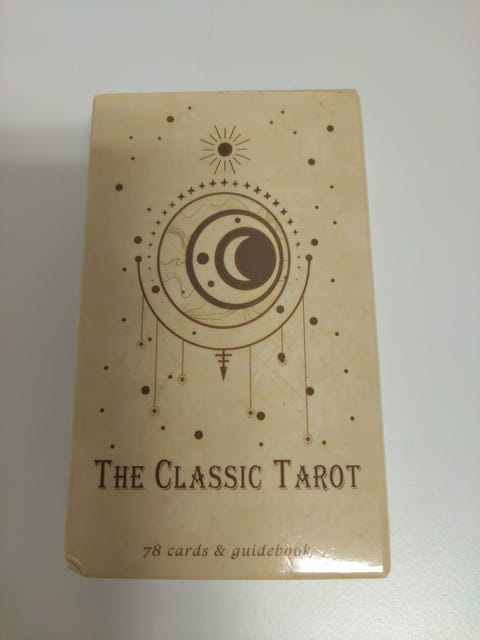 The Classic Tarot
78 cards & guidebook